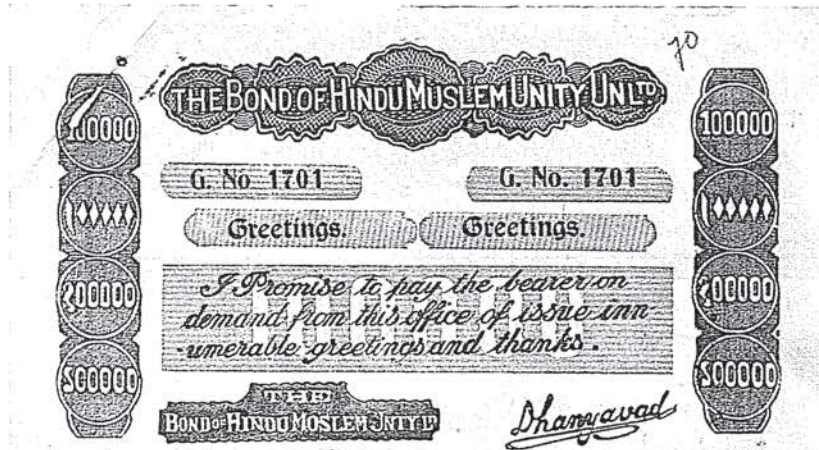 70
THE BOND OF HINDU MUSLEM UNITY UNLTD.
100000
100000
G. No 1701
G. No. 1701
Greetings.
Greetings.
200000
200000
I Promise to pay the bearer on
demand from this office of issue inn
-umerable greetings and thanks.
500000
500000
THE
BOND OF HINDU MOSLEM UNITY
Dhanyavad